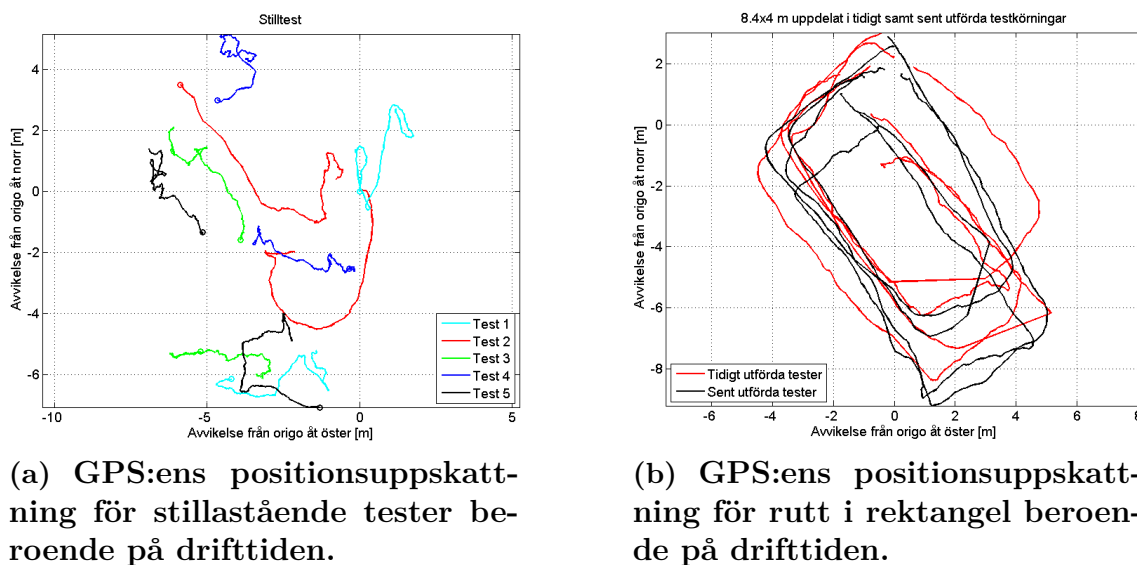 Stilltest
Avvikelse från origo åt norr [m]
4
2
0
-2
-4
-6
-10
-5
0
5
Avvikelse från origo åt öster [m]
Test 1
Test 2
Test 3
Test 4
Test 5
(a) GPS:ens positionsuppskatt-
ning för stillastående tester be-
roende på drifttiden.
8.4x4 m uppdelat i tidigt samt sent utförda testkörningar
Avvikelse från origo åt norr [m]
2
0
-2
-4
-6
-8
-6
-4
-2
0
2
4
6
8
Avvikelse från origo åt öster [m]
Tidigt utförda tester
Sent utförda tester
(b) GPS:ens positionsuppskatt-
ning för rutt i rektangel beroen-
de på drifttiden.